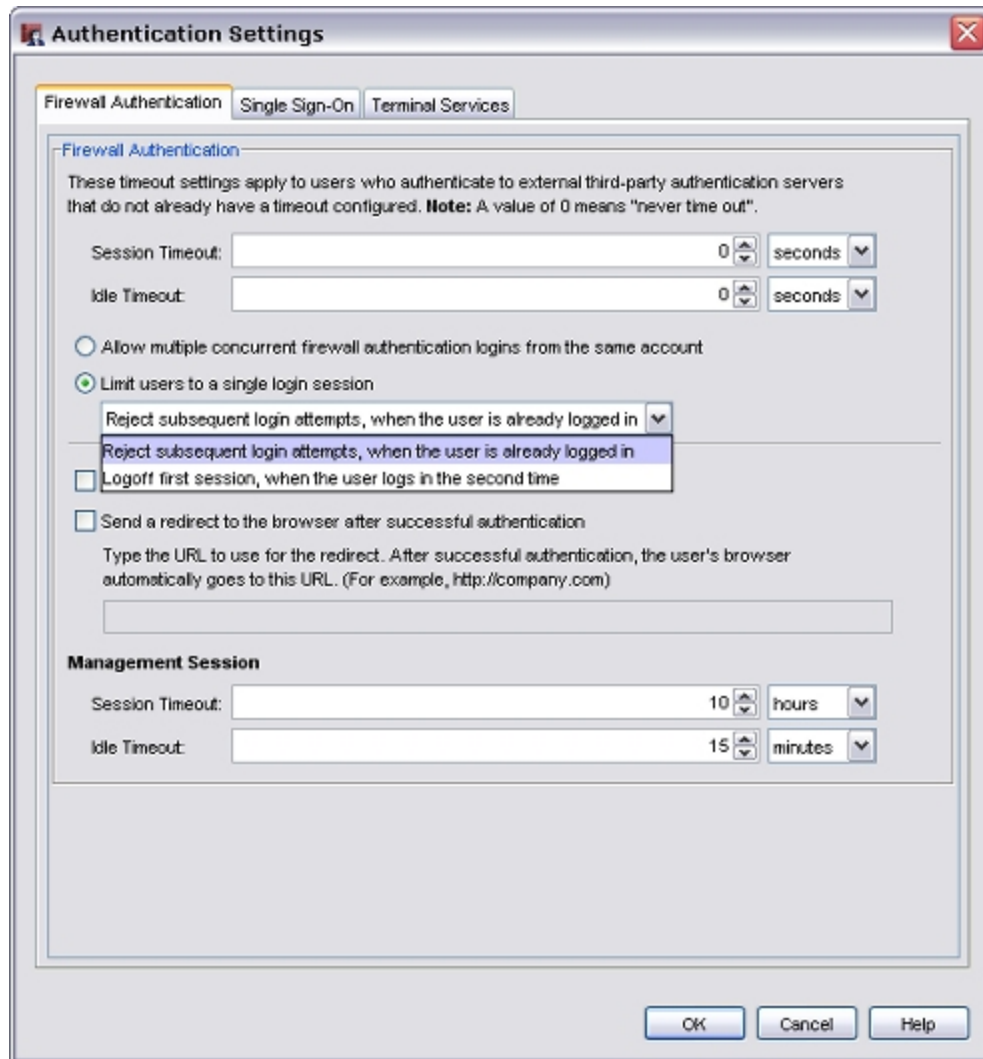 Authentication Settings
Firewall Authentication
Single Sign-On
Terminal Services
Firewall Authentication
These timeout settings apply to users who authenticate to external third-party authentication servers
that do not already have a timeout configured. Note: A value of 0 means "never time out".
Session Timeout: 0 seconds
Idle Timeout: 0 seconds
Allow multiple concurrent firewall authentication logins from the same account
Limit users to a single login session
Reject subsequent login attempts, when the user is already logged in
Reject subsequent login attempts, when the user is already logged in
Logoff first session, when the user logs in the second time
Send a redirect to the browser after successful authentication
Type the URL to use for the redirect. After successful authentication, the user's browser
automatically goes to this URL. (For example, http://company.com)
Management Session
Session Timeout: 10 hours
Idle Timeout: 15 minutes
OK
Cancel
Help